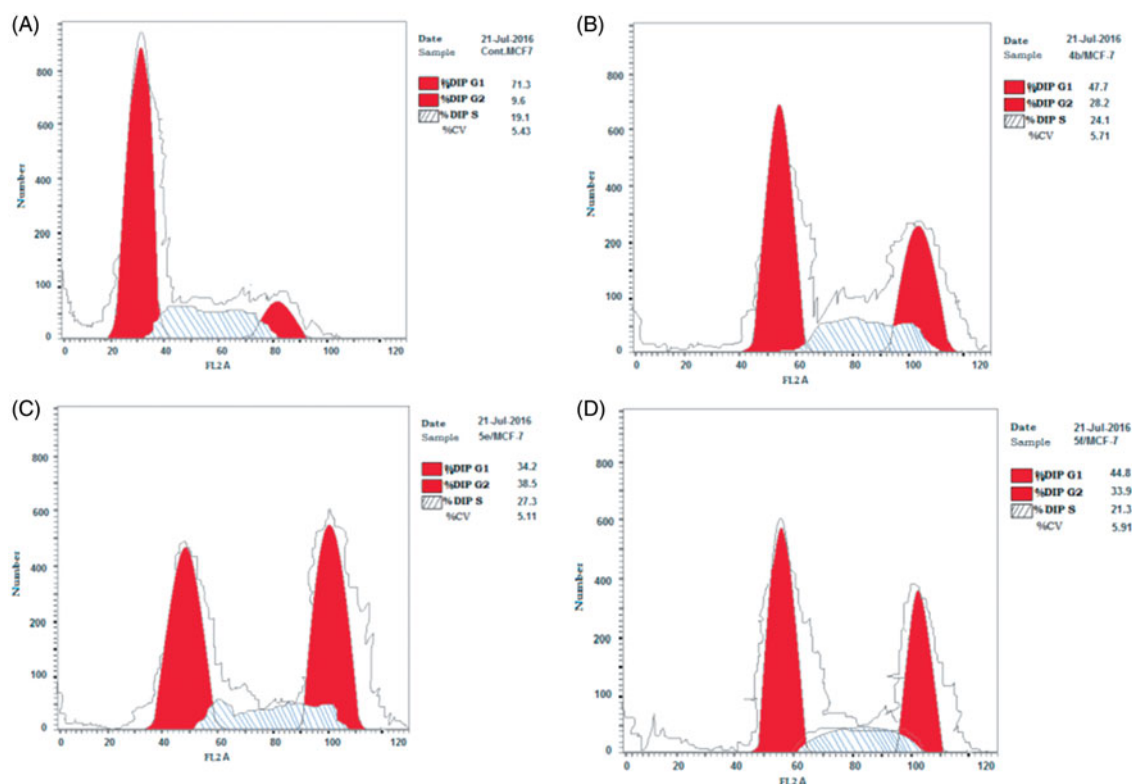 (A)
Date 21-Jul-2016
Sample Cont.MCF7
%DIP G1 71.3
%DIP G2 9.6
% DIP S 19.1
%CV 5.43
Number
800
600
400
200
100
0
0 20 40 60 80 100 120
FL2A
(B)
Date 21-Jul-2016
Sample 4b/MCF-7
%DIP G1 47.7
%DIP G2 28.2
% DIP S 24.1
%CV 5.71
Number
800
600
400
200
100
0
0 20 40 60 80 100 120
FL2A
(C)
Date 21-Jul-2016
Sample 5e/MCF-7
%DIP G1 34.2
%DIP G2 38.5
% DIP S 27.3
%CV 5.11
Number
800
600
400
200
100
0
0 20 40 60 80 100 120
FL2A
(D)
Date 21-Jul-2016
Sample 5f/MCF-7
%DIP G1 44.8
%DIP G2 33.9
% DIP S 21.3
%CV 5.91
Number
800
600
400
200
100
0
0 20 40 60 80 100 120
FL2A